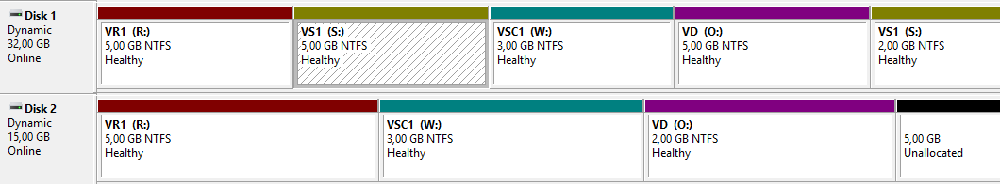 Disk 1
Dynamic
32,00 GB
Online
VR1 (R:)
5,00 GB NTFS
Healthy
VS1 (S:)
5,00 GB NTFS
Healthy
VSC1 (W:)
3,00 GB NTFS
Healthy
VD (O:)
5,00 GB NTFS
Healthy
VS1 (S:)
2,00 GB NTFS
Healthy
Disk 2
Dynamic
15,00 GB
Online
VR1 (R:)
5,00 GB NTFS
Healthy
VSC1 (W:)
3,00 GB NTFS
Healthy
VD (O:)
2,00 GB NTFS
Healthy
5,00 GB
Unallocated